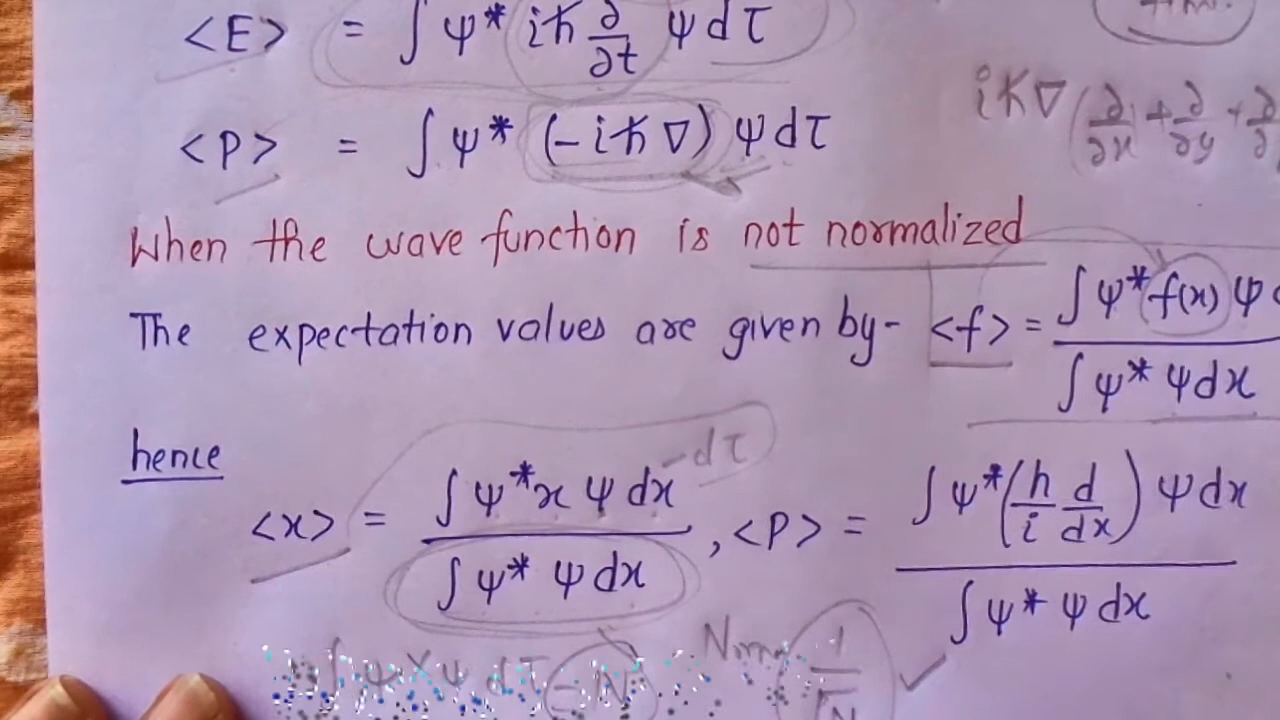 <E> = ∫ ψ* iħ ∂/∂t ψ dτ
iħ∇ (∂/∂x + ∂/∂y + ∂/∂
<P> = ∫ ψ* (-iħ∇) ψ dτ
When the wave function is not normalized
The expectation values are given by- <f> = ∫ ψ* f(x) ψ / ∫ ψ* ψ dx
hence
-dτ
<x> = ∫ ψ* x ψ dx / ∫ ψ* ψ dx , <P> = ∫ ψ* (ħ/i d/dx) ψ dx / ∫ ψ* ψ dx